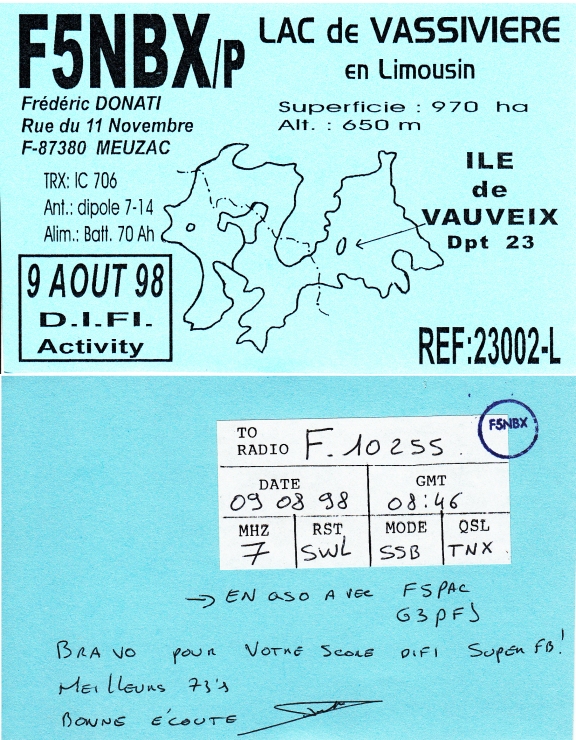 F5NBX/P
LAC de VASSIVIERE
en Limousin
Frédéric DONATI
Rue du 11 Novembre
F-87380 MEUZAC
Superficie : 970 ha
Alt. : 650 m
TRX: IC 706
Ant.: dipole 7-14
Alim.: Batt. 70 Ah
ILE
de
VAUVEIX
Dpt 23
9 AOUT 98
D.I.F.I.
Activity
REF:23002-L
F5NBX
TO
RADIO F.10255
DATE GMT
09 08 98 08:46
MHZ RST MODE QSL
7 SWL SSB TNX
→ EN QSO AVEC F5PAC
G3PFS
BRAVO POUR VOTRE SCORE DIFI SUPER FB!
MEILLEURS 73's
BONNE ECOUTE